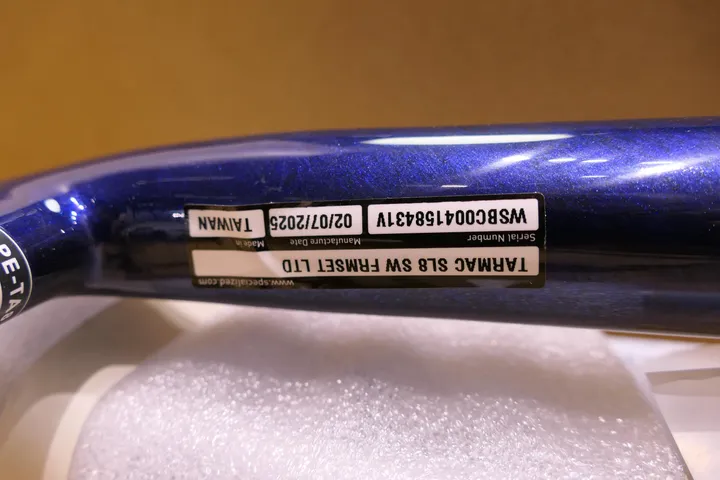 www.specialized.com
TARMAC SL8 SW FRMSET LTD
Serial Number Manufacture Date Made in
WSBC004158431V 02/07/2025 TAIWAN